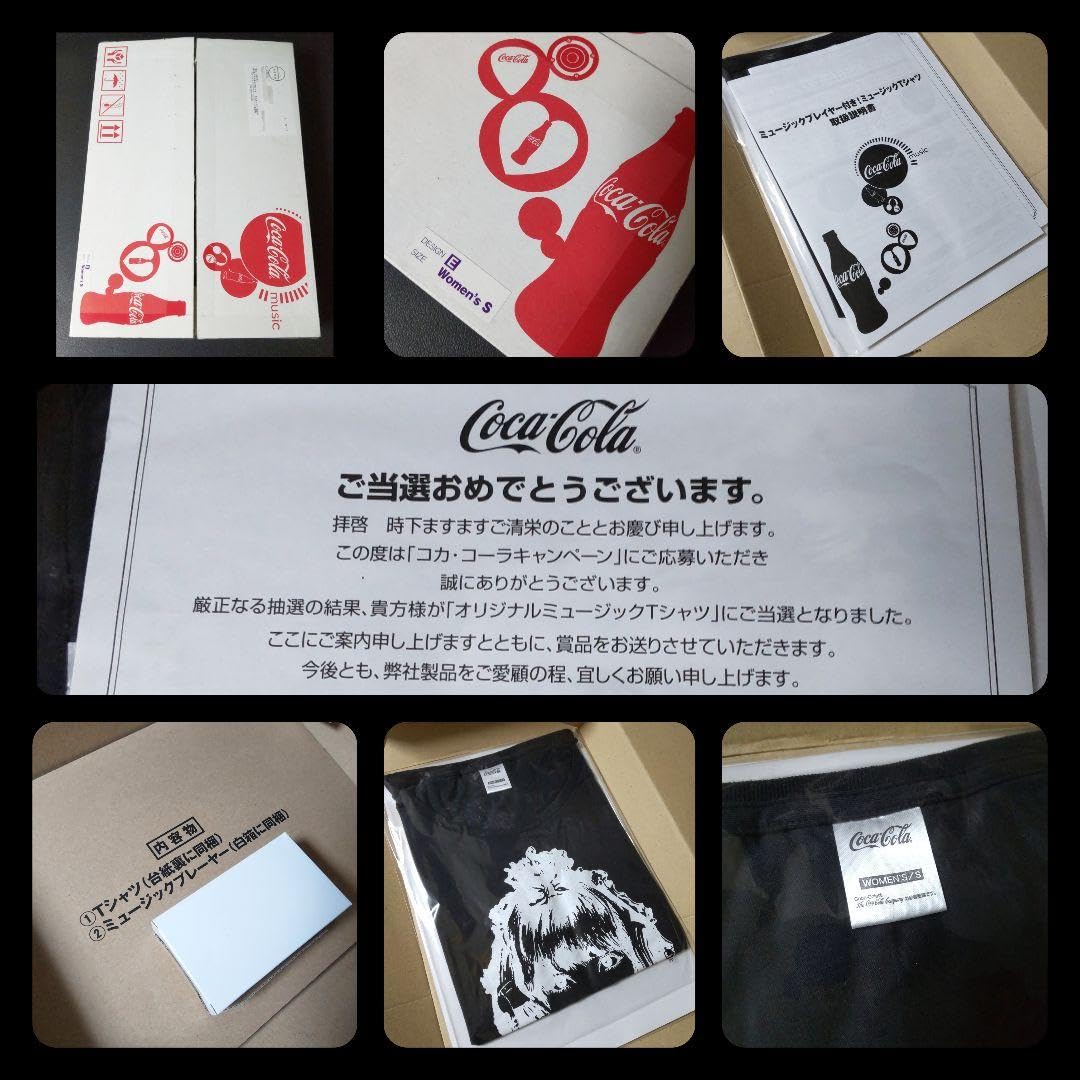 Coca-Cola
music
Coca-Cola
Women's S
Coca-Cola
Coca-Cola
DESIGN E
SIZE Women's S
ミュージックプレイヤー付き!ミュージックTシャツ
取扱説明書
Coca-Cola
music
Coca-Cola
Coca-Cola®
ご当選おめでとうございます。
拝啓 時下ますますご清栄のこととお慶び申し上げます。
この度は「コカ・コーラキャンペーン」にご応募いただき
誠にありがとうございます。
厳正なる抽選の結果、貴方様が「オリジナルミュージックTシャツ」にご当選となりました。
ここにご案内申し上げますとともに、賞品をお送りさせていただきます。
今後とも、弊社製品をご愛顧の程、宜しくお願い申し上げます。
内容物
①Tシャツ(台紙裏に同梱)
②ミュージックプレーヤー(白箱に同梱)
Coca-Cola
Coca-Cola
WOMEN'S/S